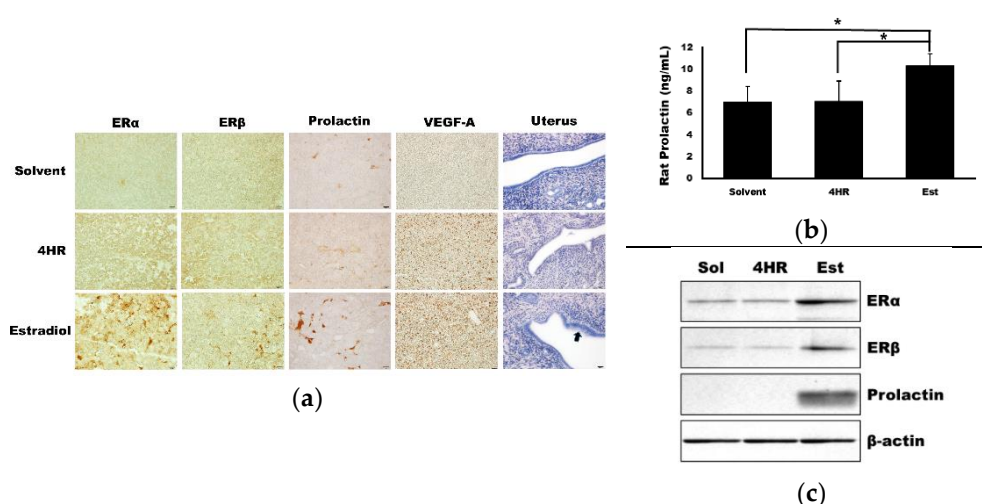 ERα ERβ Prolactin VEGF-A Uterus
Solvent
4HR
Estradiol
(a)
Rat Prolactin (ng/mL)
12
10
8
6
4
2
0
*
*
Solvent 4HR Est
(b)
Sol 4HR Est
ERα
ERβ
Prolactin
β-actin
(c)